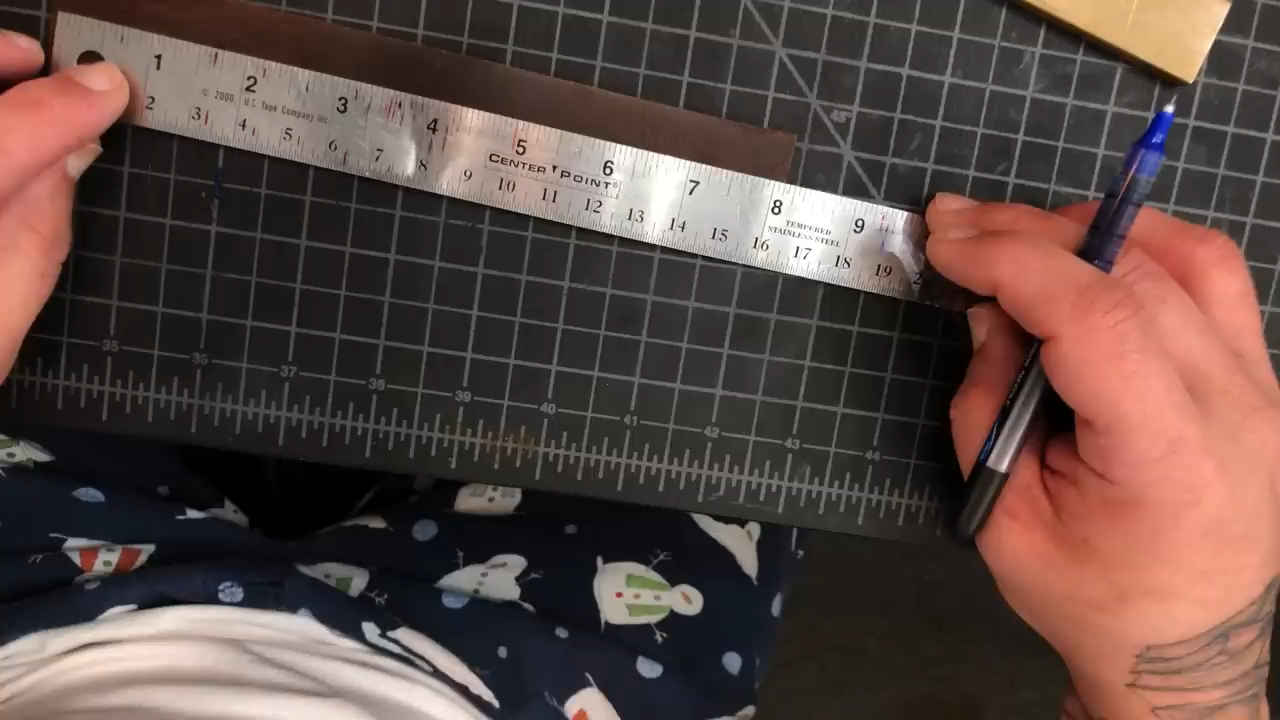 1 2 3 4 5 6 7 8 9
© 2000 U.S. Tape Company Inc.
CENTER POINT®
TEMPERED
STAINLESS STEEL
2 3 4 5 6 7 8 9 10 11 12 13 14 15 16 17 18 19
45°
35 36 37 38 39 40 41 42 43 44